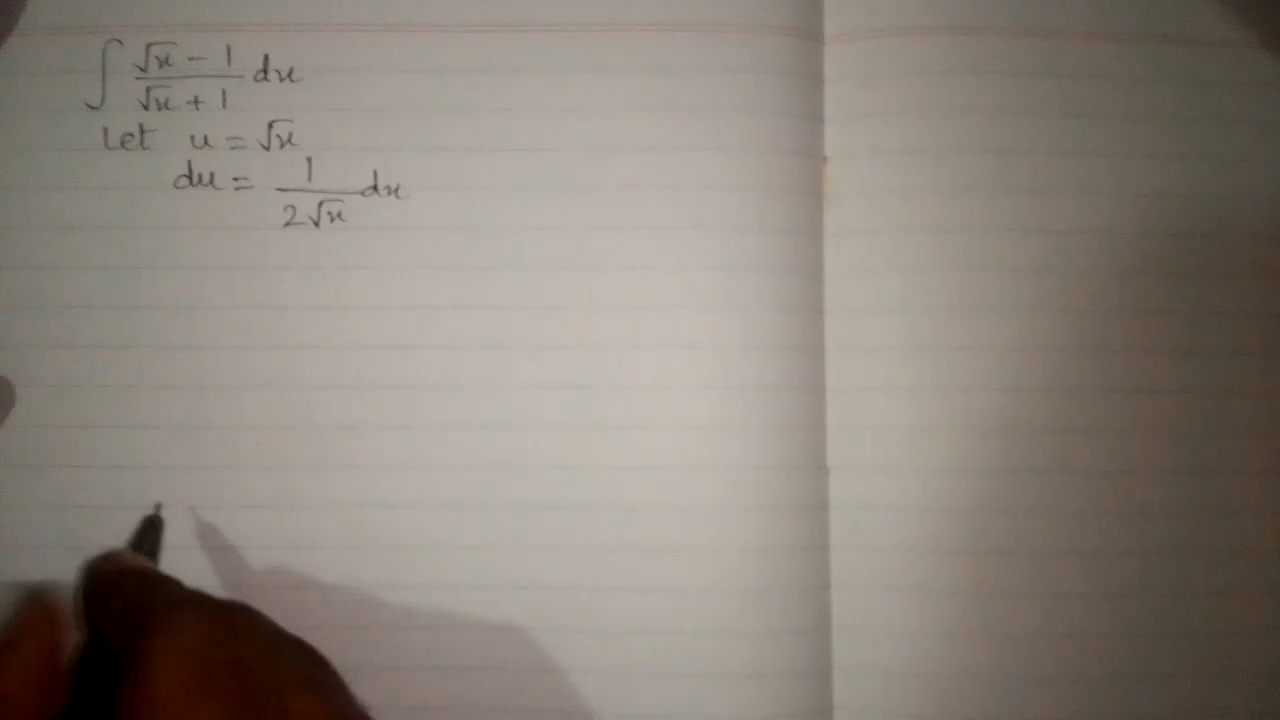 ∫ (√x - 1)/(√x + 1) dx
Let u = √x
du = 1/(2√x) dx